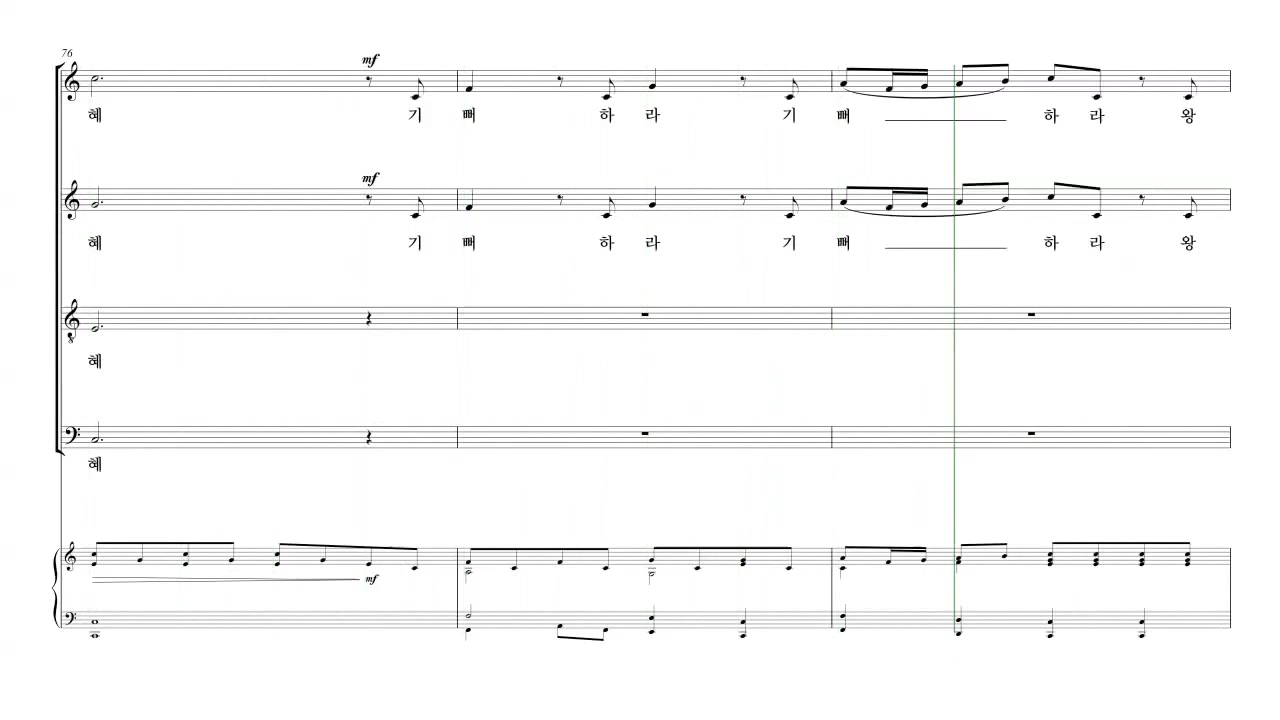 76
mf
혜 기 뻐 하 라 기 뻐 하 라 왕
mf
혜 기 뻐 하 라 기 뻐 하 라 왕
혜
혜
mf